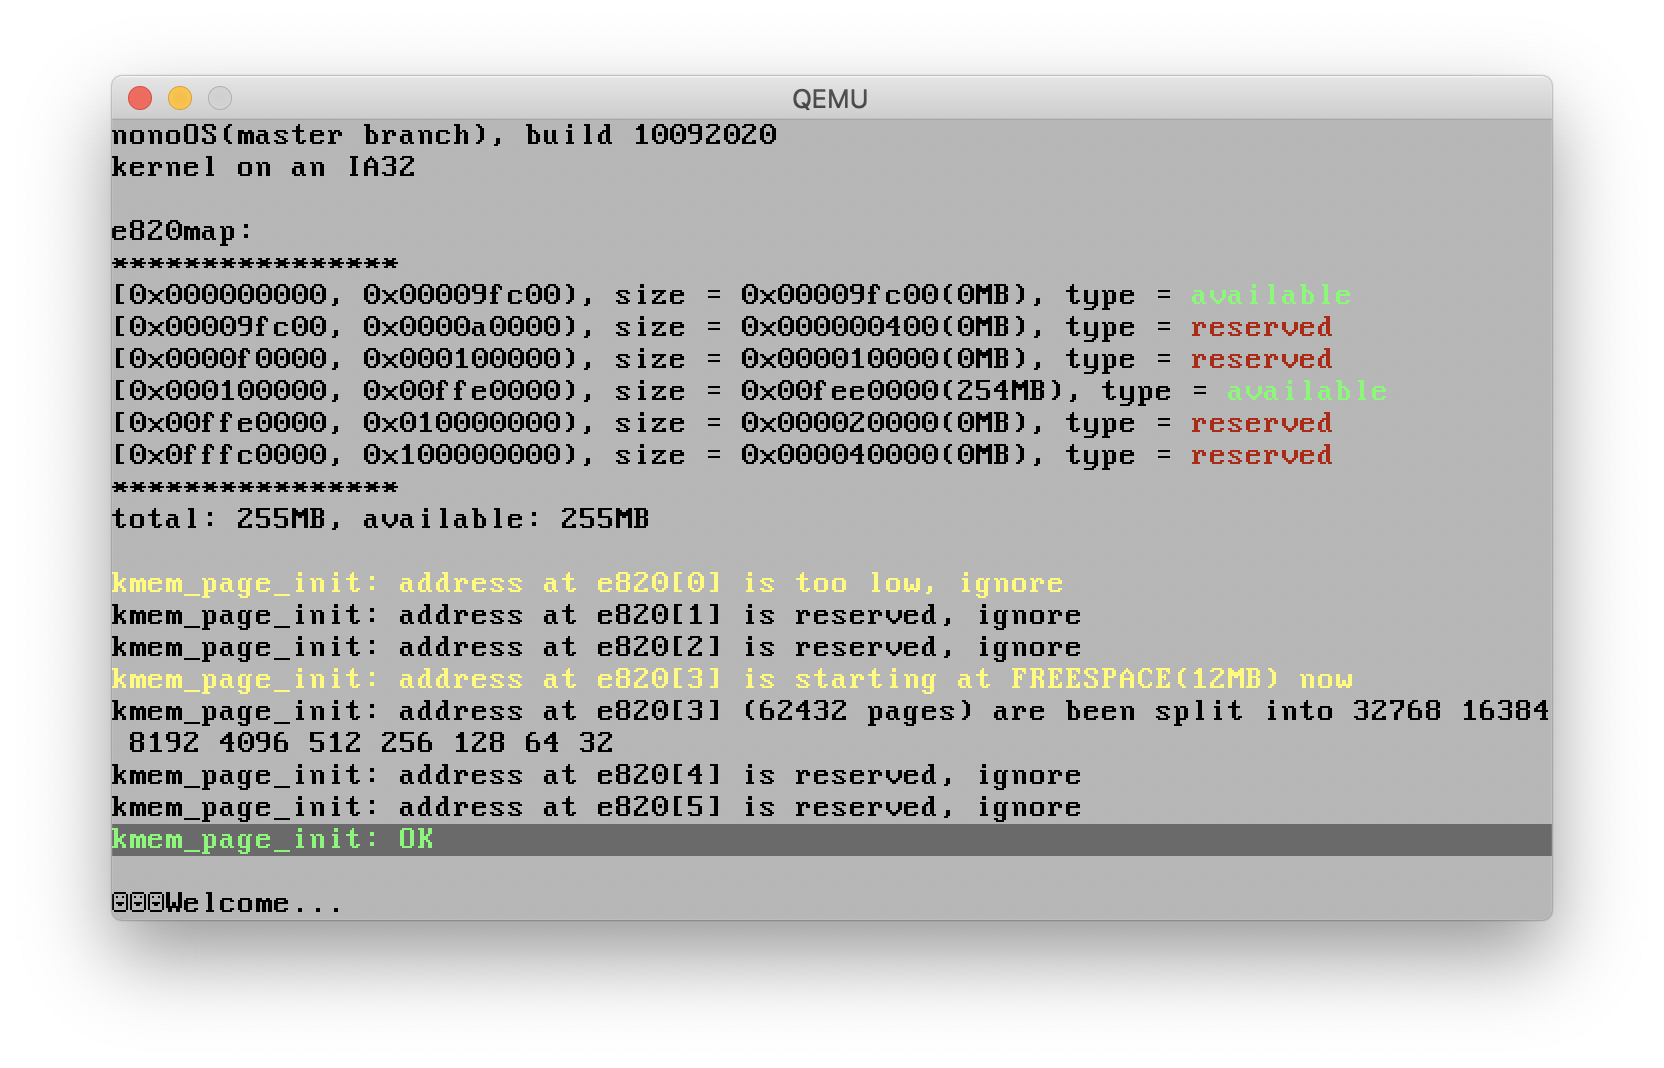 QEMU
nonoOS(master branch), build 10092020
kernel on an IA32
e820map:
****************
[0x000000000, 0x00009fc00), size = 0x00009fc00(0MB), type = available
[0x00009fc00, 0x0000a0000), size = 0x000000400(0MB), type = reserved
[0x0000f0000, 0x000100000), size = 0x000010000(0MB), type = reserved
[0x000100000, 0x00ffe0000), size = 0x00fee0000(254MB), type = available
[0x00ffe0000, 0x010000000), size = 0x000020000(0MB), type = reserved
[0x0fffc0000, 0x100000000), size = 0x000040000(0MB), type = reserved
****************
total: 255MB, available: 255MB
kmem_page_init: address at e820[0] is too low, ignore
kmem_page_init: address at e820[1] is reserved, ignore
kmem_page_init: address at e820[2] is reserved, ignore
kmem_page_init: address at e820[3] is starting at FREESPACE(12MB) now
kmem_page_init: address at e820[3] (62432 pages) are been split into 32768 16384
8192 4096 512 256 128 64 32
kmem_page_init: address at e820[4] is reserved, ignore
kmem_page_init: address at e820[5] is reserved, ignore
kmem_page_init: OK
☺☺☺Welcome...